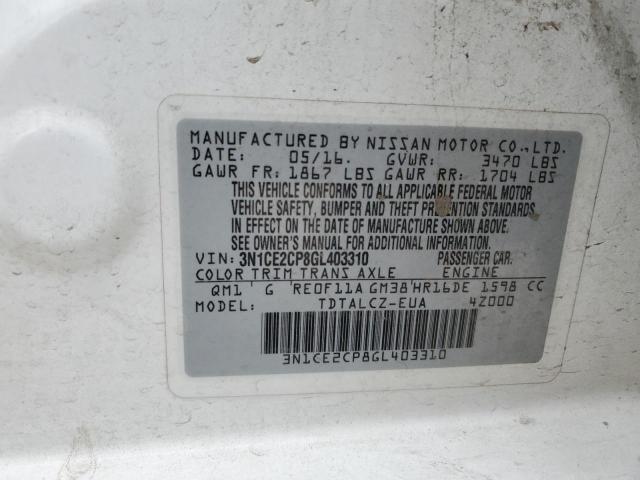 MANUFACTURED BY NISSAN MOTOR CO.,LTD.
DATE: 05/16. GVWR: 3470 LBS
GAWR FR: 1867 LBS GAWR RR: 1704 LBS
THIS VEHICLE CONFORMS TO ALL APPLICABLE FEDERAL MOTOR
VEHICLE SAFETY, BUMPER AND THEFT PREVENTION STANDARDS
IN EFFECT ON THE DATE OF MANUFACTURE SHOWN ABOVE.
SEE OWNER'S MANUAL FOR ADDITIONAL INFORMATION.
VIN: 3N1CE2CP8GL403310 PASSENGER CAR.
COLOR TRIM TRANS AXLE ENGINE
QM1' G 'RE0F11A GM38'HR16DE 1598 CC
MODEL: TDTALCZ-EUA 4Z000
3N1CE2CP8GL403310